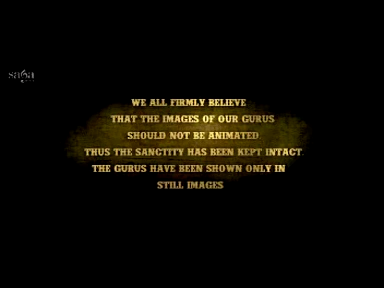 saga
WE ALL FIRMLY BELIEVE
THAT THE IMAGES OF OUR GURUS
SHOULD NOT BE ANIMATED.
THUS THE SANCTITY HAS BEEN KEPT INTACT.
THE GURUS HAVE BEEN SHOWN ONLY IN
STILL IMAGES